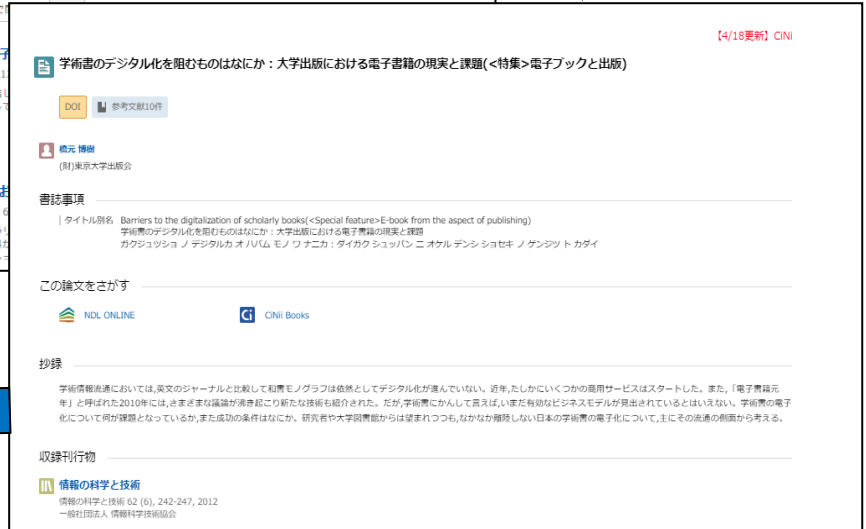 【4/18更新】CiNi
学術書のデジタル化を阻むものはなにか : 大学出版における電子書籍の現実と課題(<特集>電子ブックと出版)
DOI 参考文献10件
橋元 博樹
(財)東京大学出版会
書誌事項
タイトル別名 Barriers to the digitalization of scholarly books(<Special feature>E-book from the aspect of publishing)
学術書のデジタル化を阻むものはなにか : 大学出版における電子書籍の現実と課題
ガクジュツショ ノ デジタルカ オ ハバム モノ ワ ナニカ : ダイガク シュッパン ニ オケル デンシ ショセキ ノ ゲンジツ ト カダイ
この論文をさがす
NDL ONLINE CiNii Books
抄録
学術情報流通においては,英文のジャーナルと比較して和書モノグラフは依然としてデジタル化が進んでいない。近年,たしかにいくつかの商用サービスはスタートした。また,「電子書籍元
年」と呼ばれた2010年には,さまざまな議論が沸き起こり新たな技術も紹介された。だが,学術書にかんして言えば,いまだ有効なビジネスモデルが見出されているとはいえない。学術書の電子
化について何が課題となっているか,また成功の条件はなにか。研究者や大学図書館からは望まれつつも,なかなか離陸しない日本の学術書の電子化について,主にその流通の側面から考える。
収録刊行物
情報の科学と技術
情報の科学と技術 62 (6), 242-247, 2012
一般社団法人 情報科学技術協会